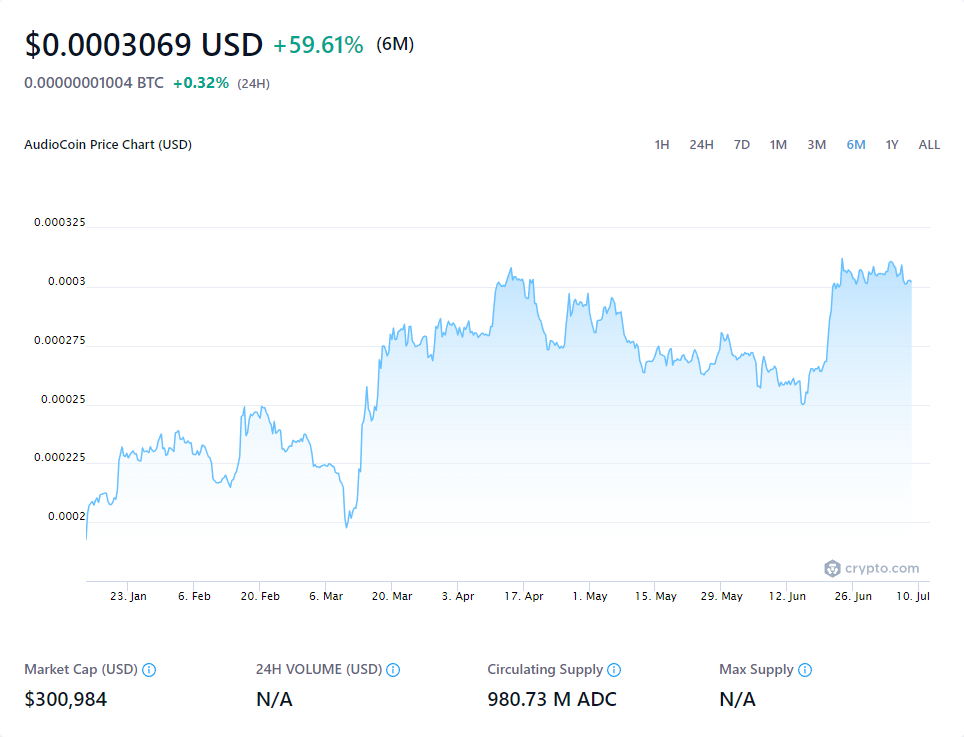 $0.0003069 USD +59.61% (6M)
0.00000001004 BTC +0.32% (24H)
AudioCoin Price Chart (USD) 1H 24H 7D 1M 3M 6M 1Y ALL
0.000325
0.0003
0.000275
0.00025
0.000225
0.0002
crypto.com
23. Jan 6. Feb 20. Feb 6. Mar 20. Mar 3. Apr 17. Apr 1. May 15. May 29. May 12. Jun 26. Jun 10. Jul
Market Cap (USD) 24H VOLUME (USD) Circulating Supply Max Supply
$300,984 N/A 980.73 M ADC N/A